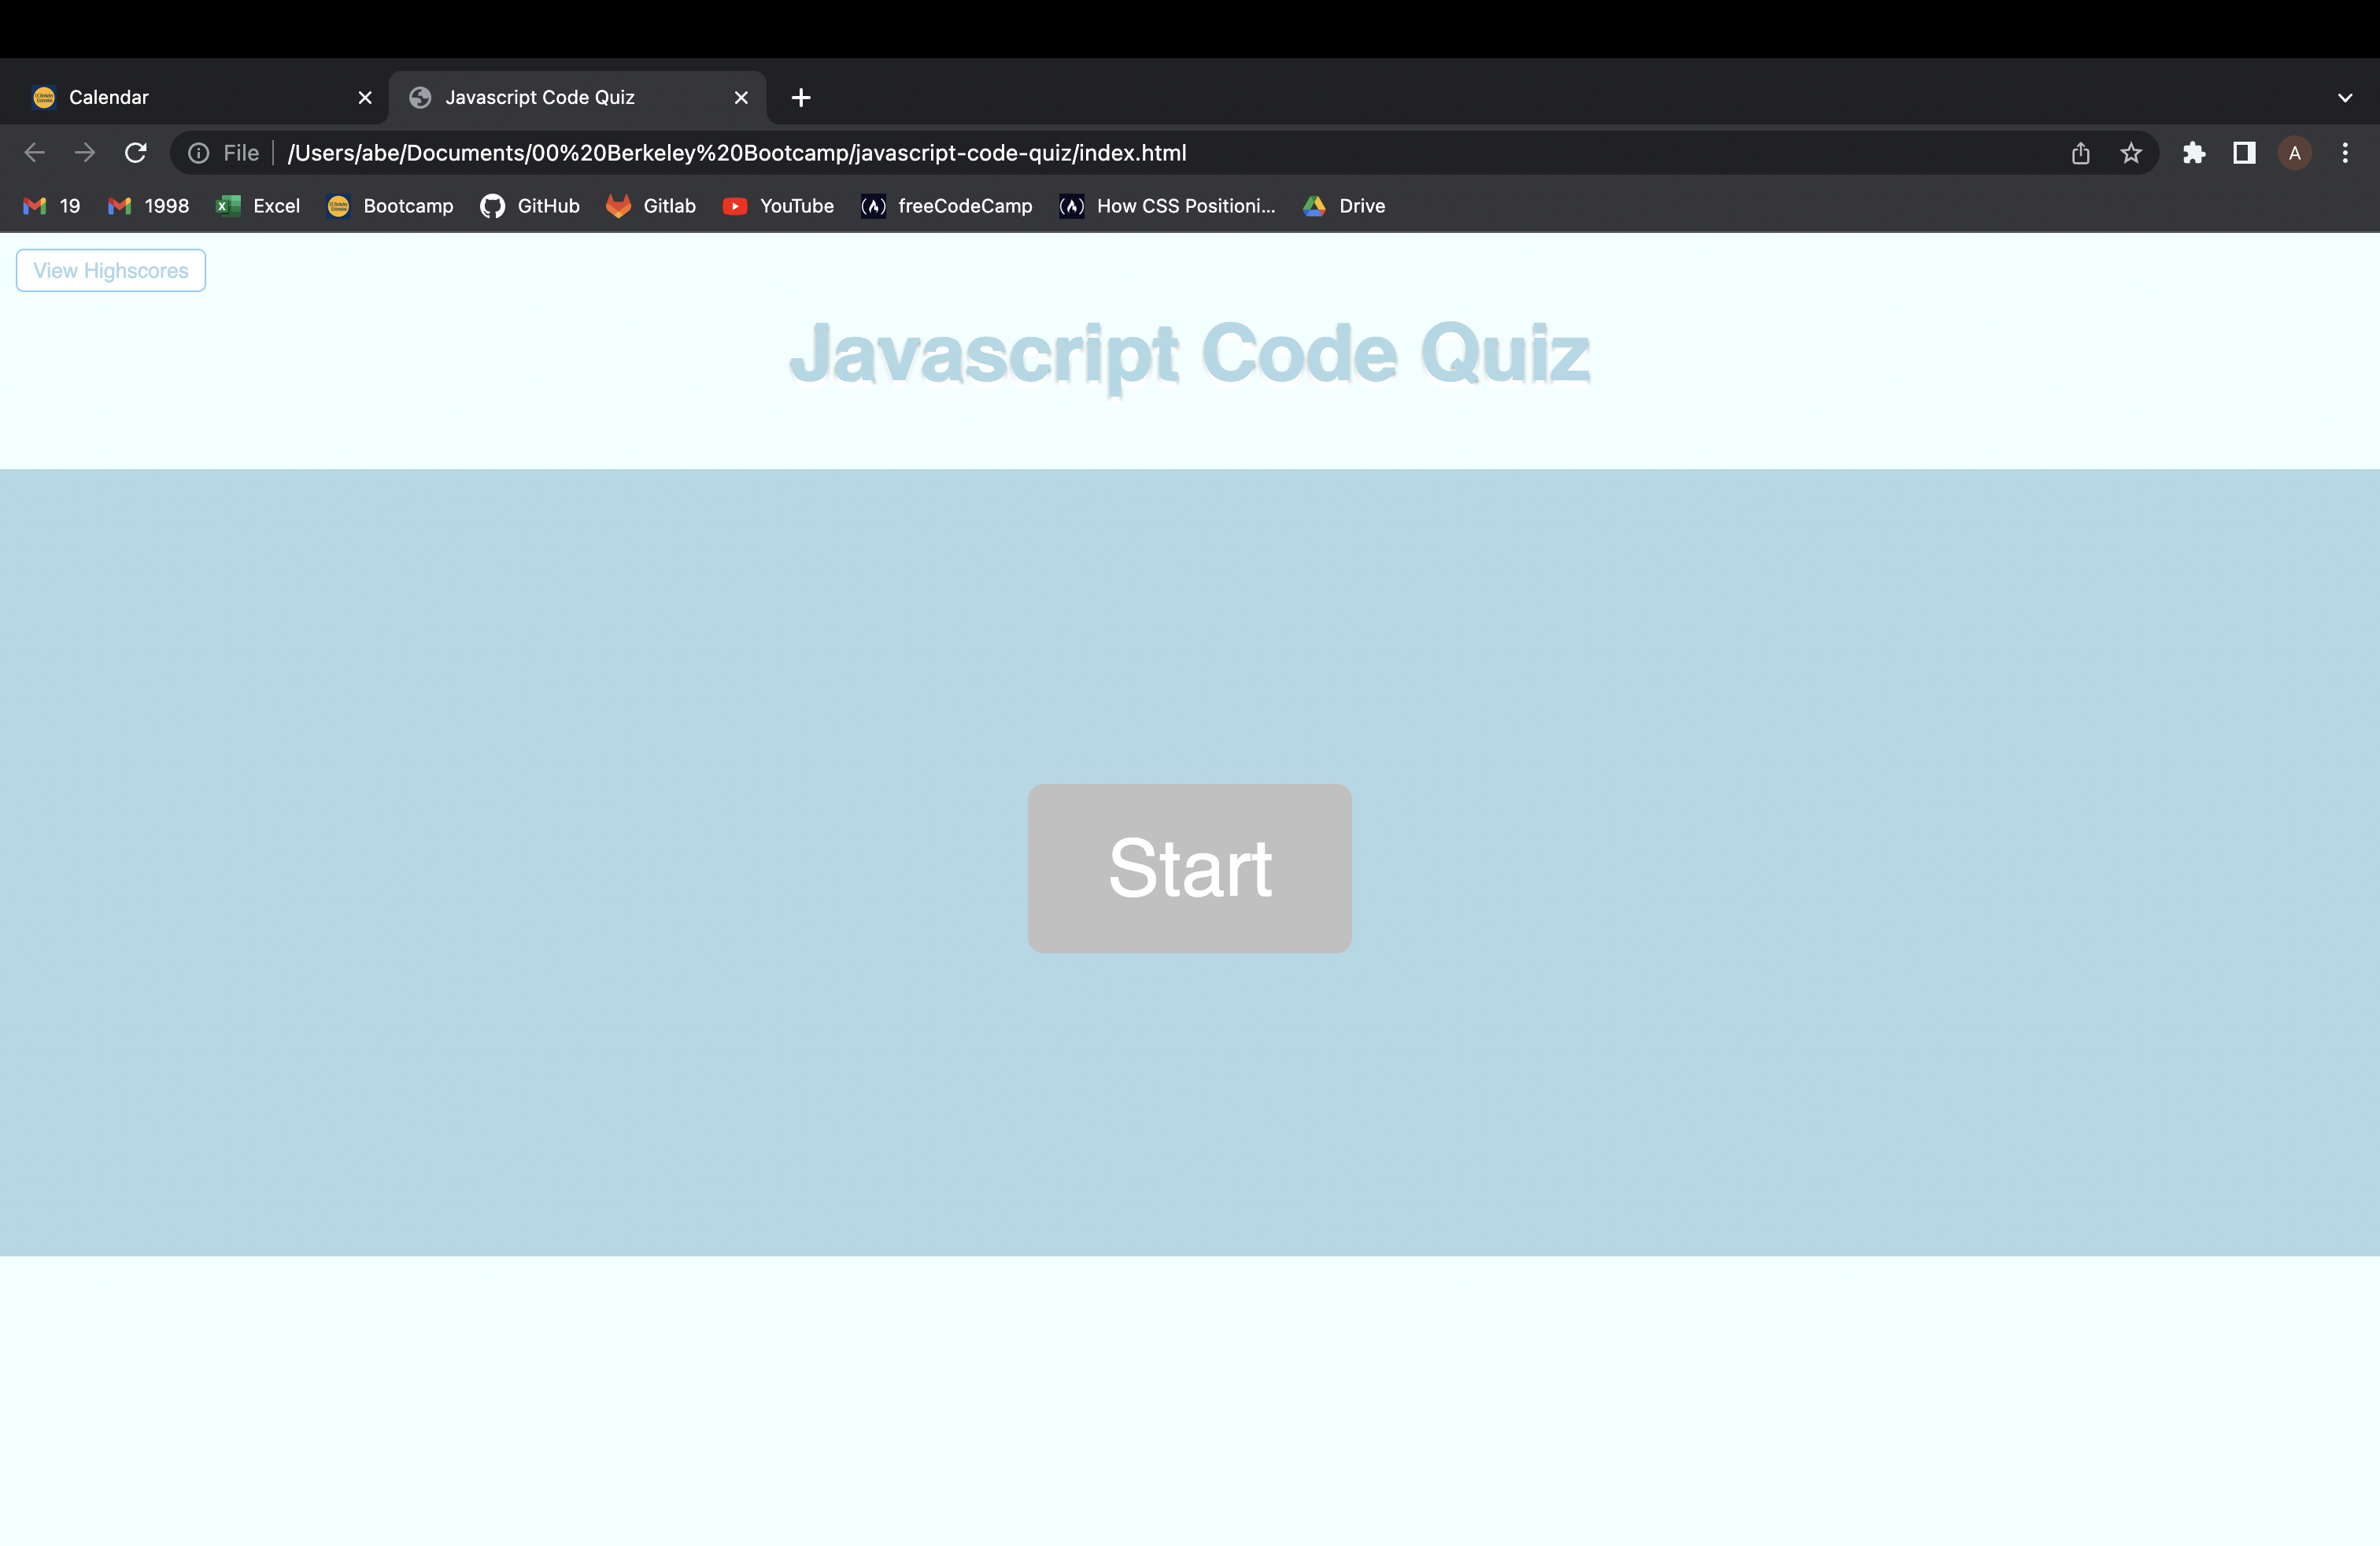 Calendar
Javascript Code Quiz
File /Users/abe/Documents/00%20Berkeley%20Bootcamp/javascript-code-quiz/index.html
A
19 1998 Excel Bootcamp GitHub Gitlab YouTube freeCodeCamp How CSS Positioni... Drive
View Highscores
Javascript Code Quiz
Start